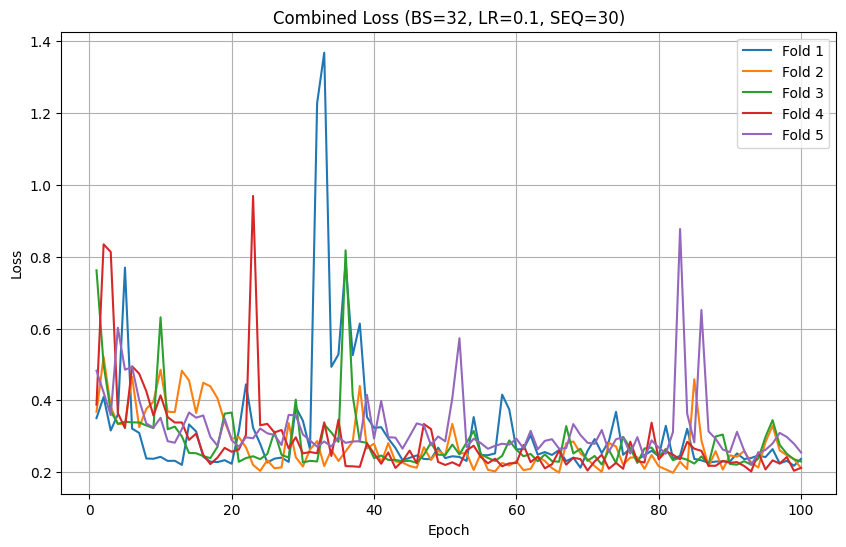 Combined Loss (BS=32, LR=0.1, SEQ=30)
Fold 1
Fold 2
Fold 3
Fold 4
Fold 5
1.4
1.2
1.0
0.8
0.6
0.4
0.2
Loss
0 20 40 60 80 100
Epoch